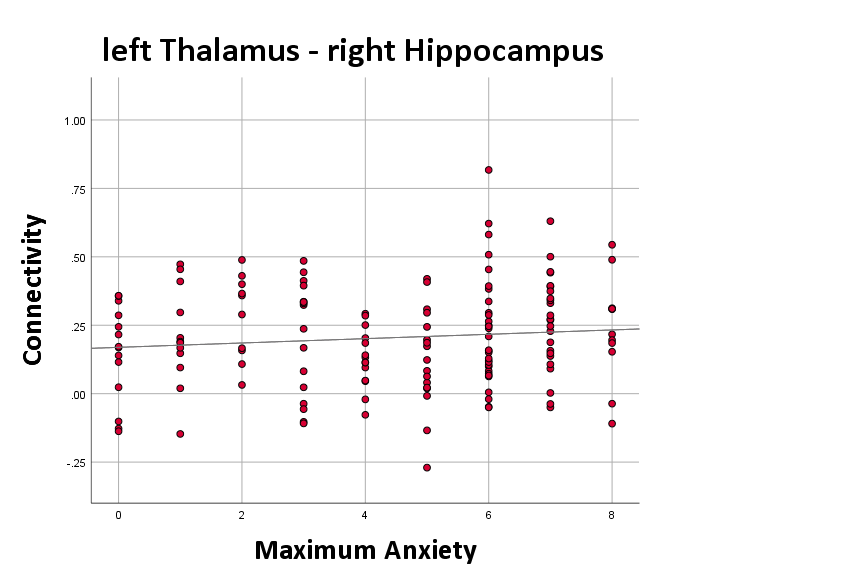 left Thalamus - right Hippocampus
1.00
.75
.50
.25
.00
-.25
Connectivity
0 2 4 6 8
Maximum Anxiety